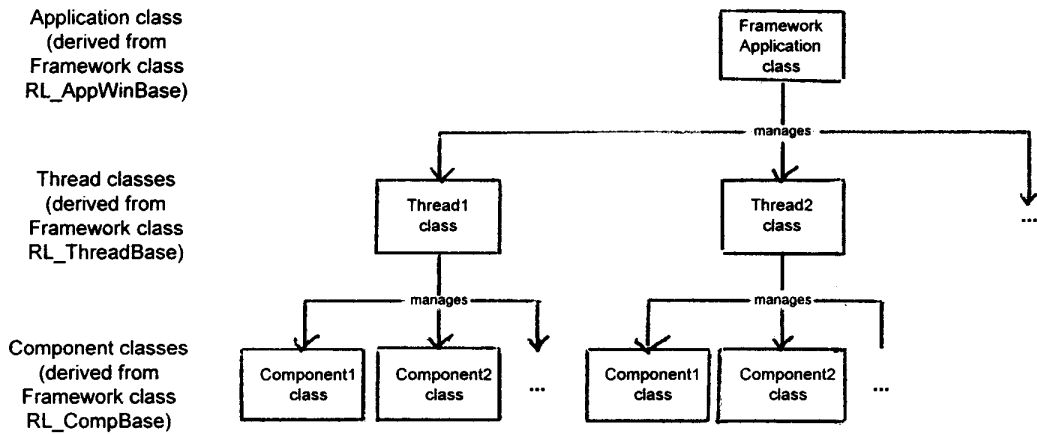 Application class
(derived from
Framework class
RL_AppWinBase)
Framework
Application
class
manages
Thread classes
(derived from
Framework class
RL_ThreadBase)
Thread1
class
Thread2
class
...
manages
manages
Component classes
(derived from
Framework class
RL_CompBase)
Component1
class
Component2
class
...
Component1
class
Component2
class
...